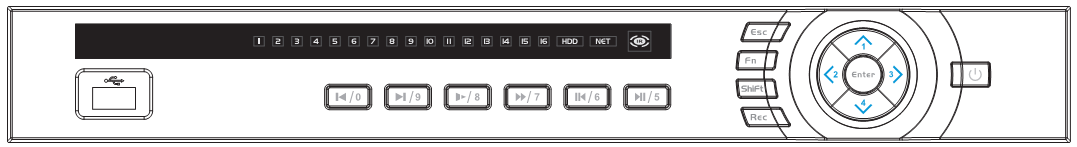 1 2 3 4 5 6 7 8 9 10 11 12 13 14 15 16 HDD NET IR
/0 /9 /8 /7 /6 /5
Esc
Fn
Shift
Rec
1
2 Enter 3
4